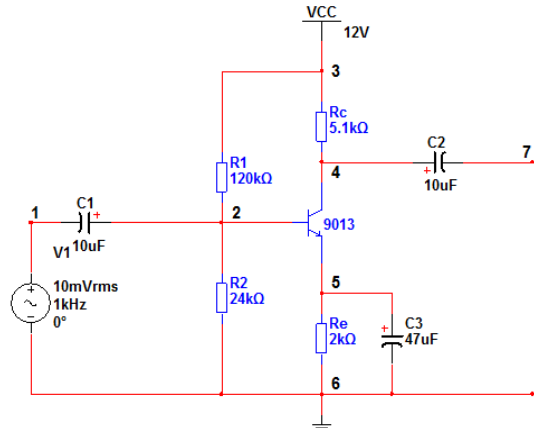 VCC
12V
3
Rc
5.1kΩ
4
C2
+
10uF
7
R1
120kΩ
1
C1
+
10uF
V1
2
9013
10mVrms
1kHz
0°
R2
24kΩ
5
Re
2kΩ
+
C3
47uF
6